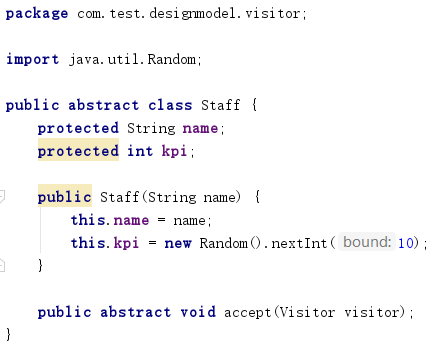 package com.test.designmodel.visitor;
import java.util.Random;
public abstract class Staff {
protected String name;
protected int kpi;
public Staff(String name) {
this.name = name;
this.kpi = new Random().nextInt( bound: 10);
}
public abstract void accept(Visitor visitor);
}